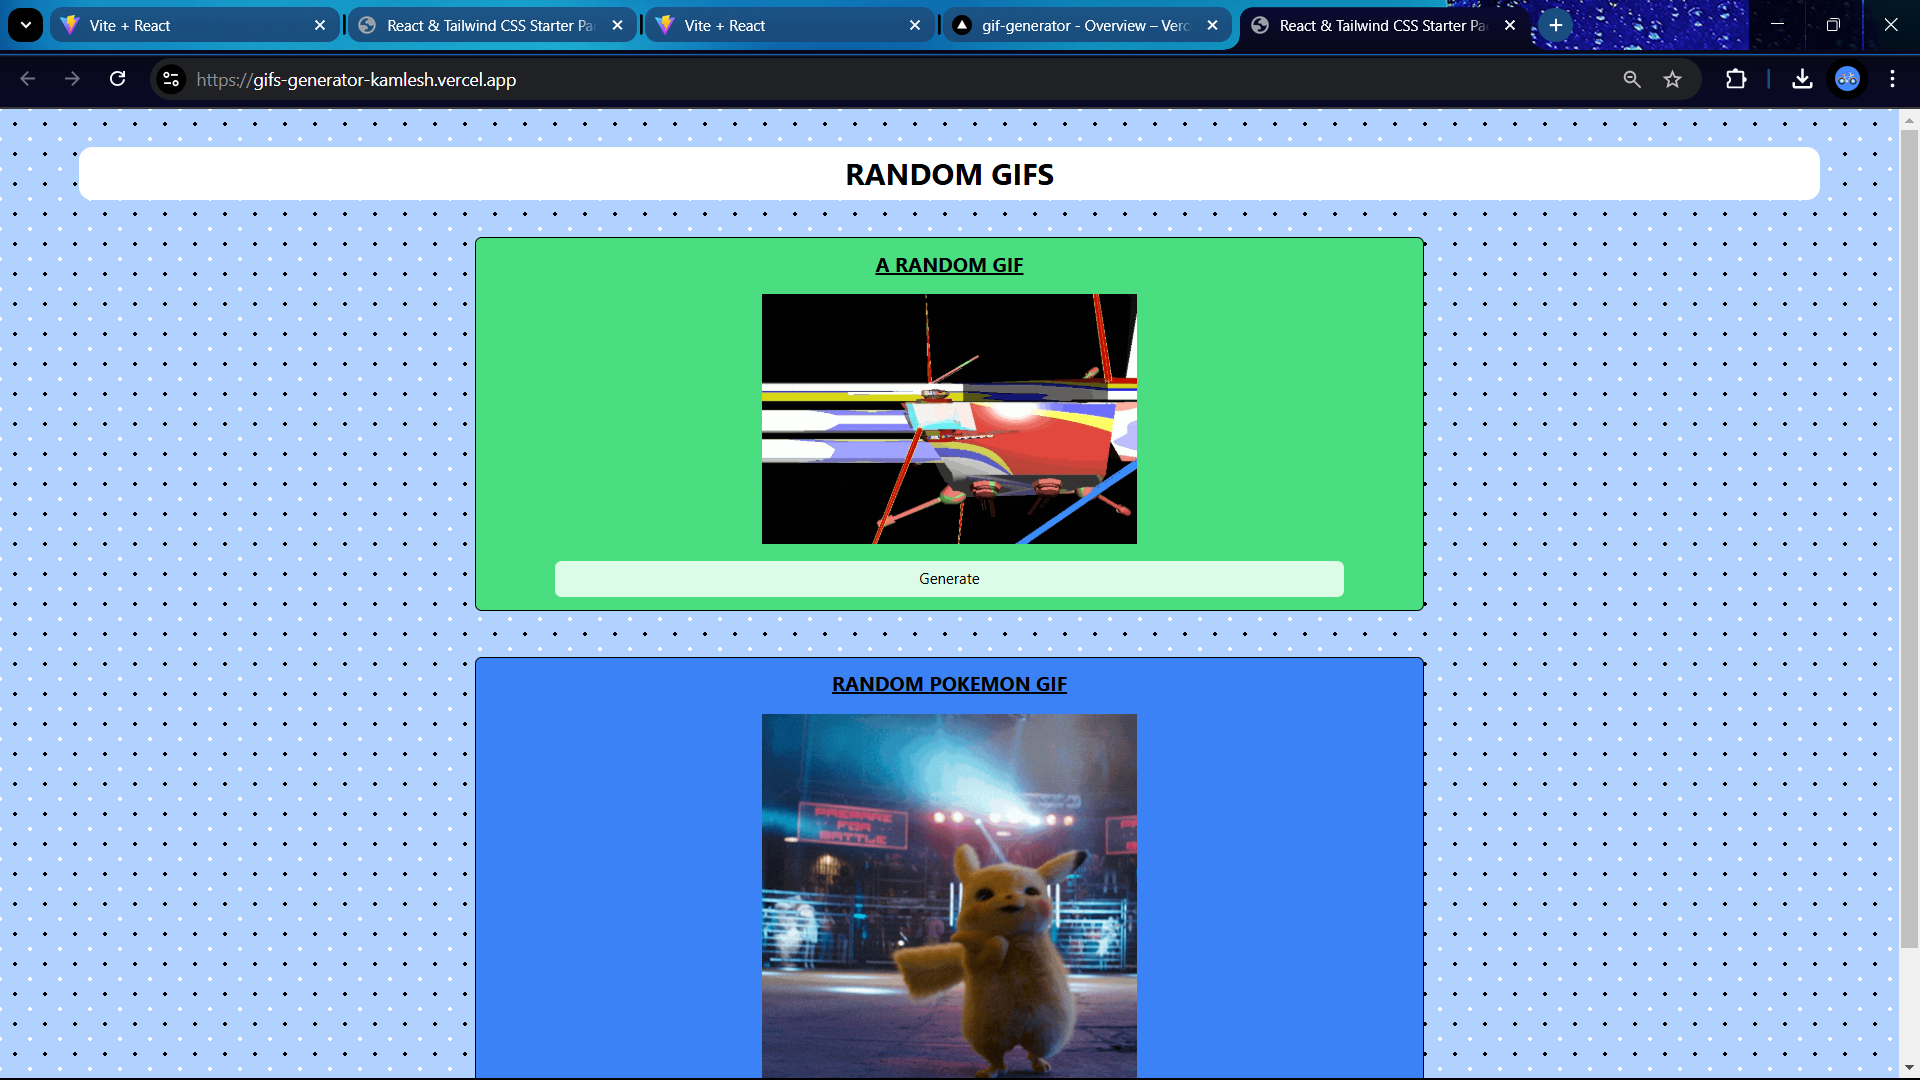 Vite + React
React & Tailwind CSS Starter Pa
Vite + React
gif-generator - Overview – Verc
React & Tailwind CSS Starter Pa
https://gifs-generator-kamlesh.vercel.app
RANDOM GIFS
A RANDOM GIF
Generate
RANDOM POKEMON GIF
PREPARE
FOR
BATTLE